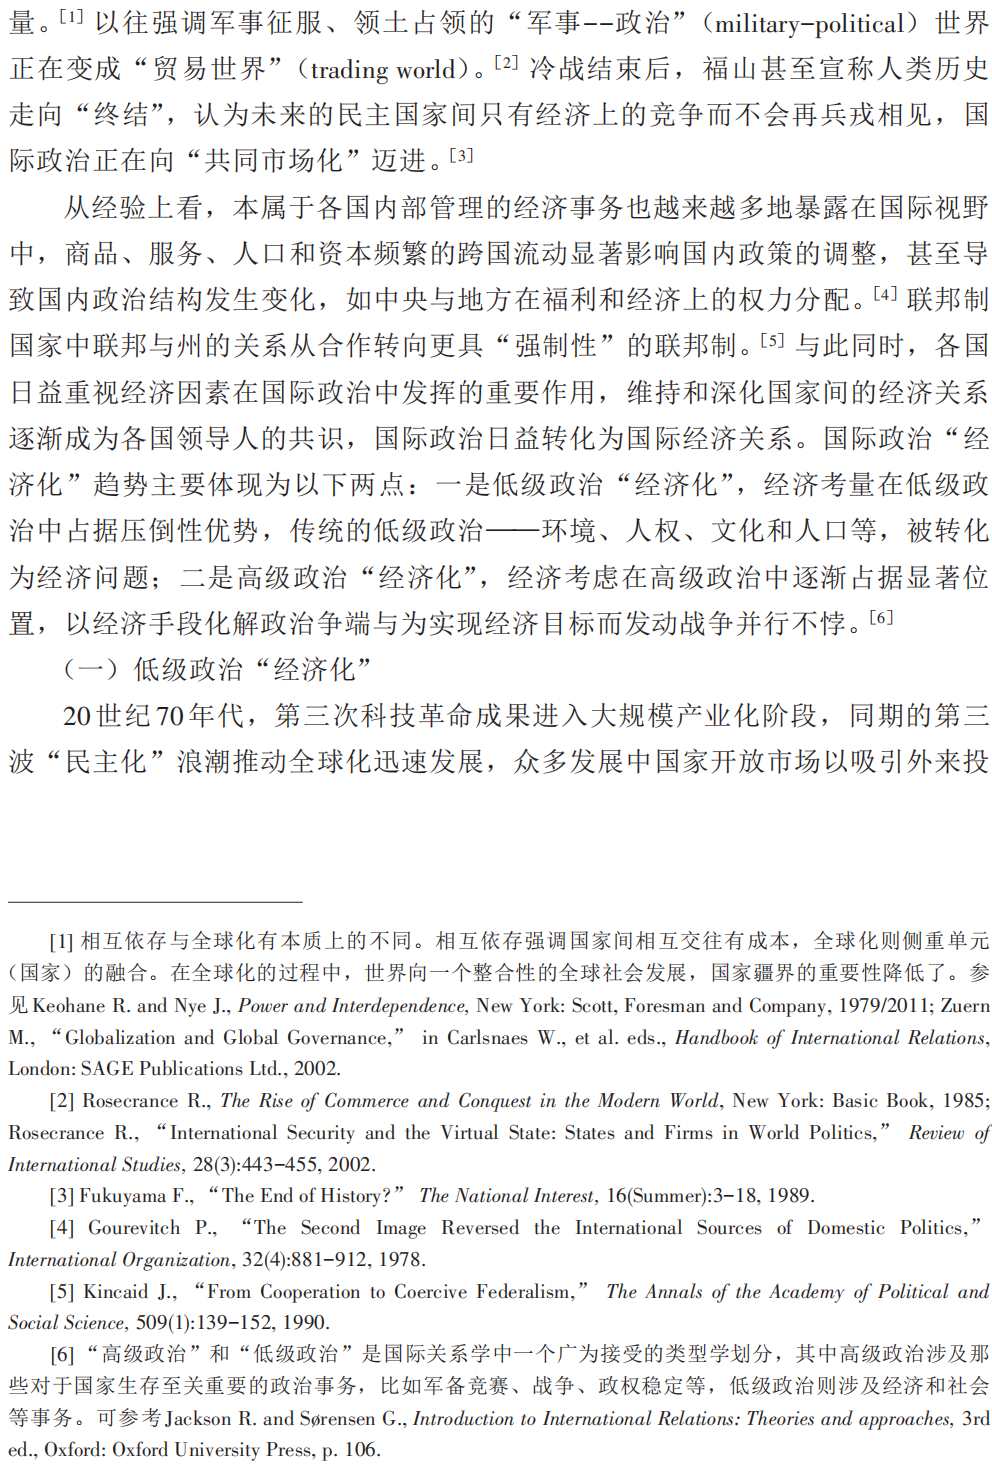 量。[1] 以往强调军事征服、领土占领的“军事--政治”（military-political）世界
正在变成“贸易世界”（trading world）。[2] 冷战结束后，福山甚至宣称人类历史
走向“终结”，认为未来的民主国家间只有经济上的竞争而不会再兵戎相见，国
际政治正在向“共同市场化”迈进。[3]
从经验上看，本属于各国内部管理的经济事务也越来越多地暴露在国际视野
中，商品、服务、人口和资本频繁的跨国流动显著影响国内政策的调整，甚至导
致国内政治结构发生变化，如中央与地方在福利和经济上的权力分配。[4] 联邦制
国家中联邦与州的关系从合作转向更具“强制性”的联邦制。[5] 与此同时，各国
日益重视经济因素在国际政治中发挥的重要作用，维持和深化国家间的经济关系
逐渐成为各国领导人的共识，国际政治日益转化为国际经济关系。国际政治“经
济化”趋势主要体现为以下两点：一是低级政治“经济化”，经济考量在低级政
治中占据压倒性优势，传统的低级政治——环境、人权、文化和人口等，被转化
为经济问题；二是高级政治“经济化”，经济考虑在高级政治中逐渐占据显著位
置，以经济手段化解政治争端与为实现经济目标而发动战争并行不悖。[6]
（一）低级政治“经济化”
20世纪70年代，第三次科技革命成果进入大规模产业化阶段，同期的第三
波“民主化”浪潮推动全球化迅速发展，众多发展中国家开放市场以吸引外来投
[1] 相互依存与全球化有本质上的不同。相互依存强调国家间相互交往有成本，全球化则侧重单元
（国家）的融合。在全球化的过程中，世界向一个整合性的全球社会发展，国家疆界的重要性降低了。参
见Keohane R. and Nye J., Power and Interdependence, New York: Scott, Foresman and Company, 1979/2011; Zuern
M., “Globalization and Global Governance,” in Carlsnaes W., et al. eds., Handbook of International Relations,
London: SAGE Publications Ltd., 2002.
[2] Rosecrance R., The Rise of Commerce and Conquest in the Modern World, New York: Basic Book, 1985;
Rosecrance R., “International Security and the Virtual State: States and Firms in World Politics,” Review of
International Studies, 28(3):443-455, 2002.
[3] Fukuyama F., “The End of History?” The National Interest, 16(Summer):3-18, 1989.
[4] Gourevitch P., “The Second Image Reversed the International Sources of Domestic Politics,”
International Organization, 32(4):881-912, 1978.
[5] Kincaid J., “From Cooperation to Coercive Federalism,” The Annals of the Academy of Political and
Social Science, 509(1):139-152, 1990.
[6] “高级政治”和“低级政治”是国际关系学中一个广为接受的类型学划分，其中高级政治涉及那
些对于国家生存至关重要的政治事务，比如军备竞赛、战争、政权稳定等，低级政治则涉及经济和社会
等事务。可参考Jackson R. and Sørensen G., Introduction to International Relations: Theories and approaches, 3rd
ed., Oxford: Oxford University Press, p. 106.